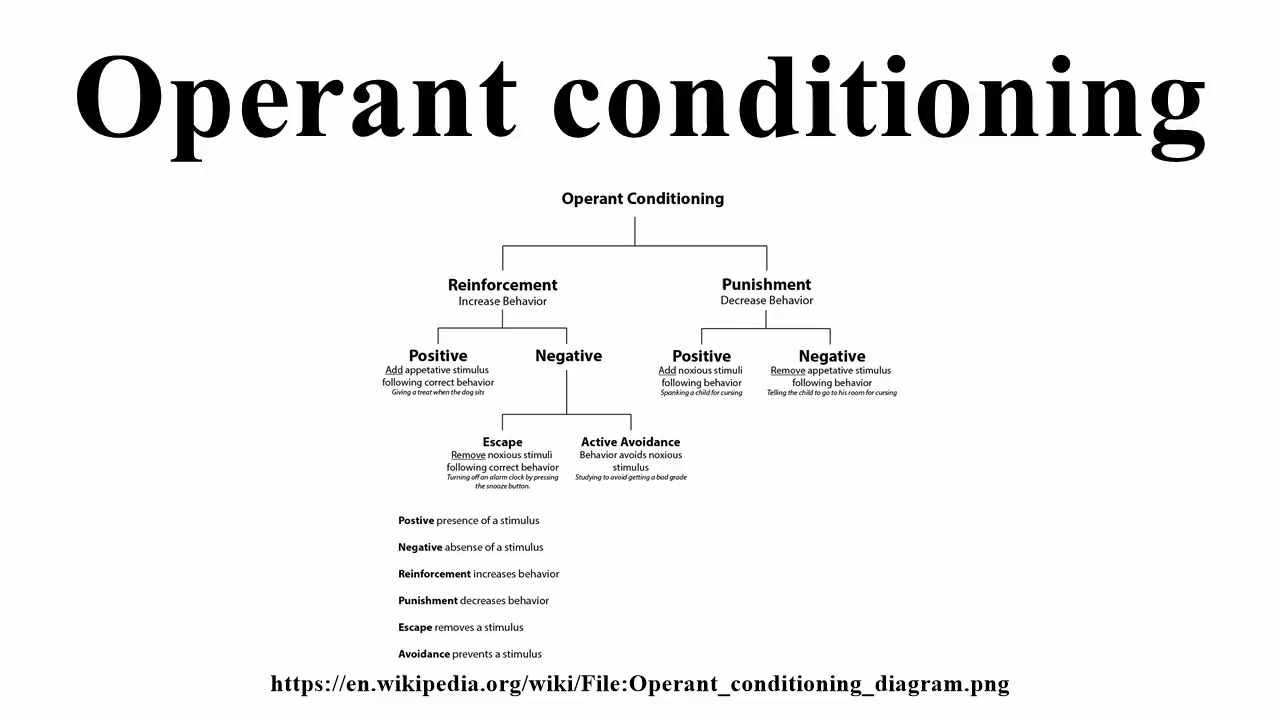 Operant conditioning
Operant Conditioning
Reinforcement
Increase Behavior
Punishment
Decrease Behavior
Positive
Add appetative stimulus
following correct behavior
Giving a treat when the dog sits
Negative
Positive
Add noxious stimuli
following behavior
Spanking a child for cursing
Negative
Remove appetative stimulus
following behavior
Telling the child to go to his room for cursing
Escape
Remove noxious stimuli
following correct behavior
Turning off an alarm clock by pressing
the snooze button.
Active Avoidance
Behavior avoids noxious
stimulus
Studying to avoid getting a bad grade
Postive presence of a stimulus
Negative absense of a stimulus
Reinforcement increases behavior
Punishment decreases behavior
Escape removes a stimulus
Avoidance prevents a stimulus
https://en.wikipedia.org/wiki/File:Operant_conditioning_diagram.png